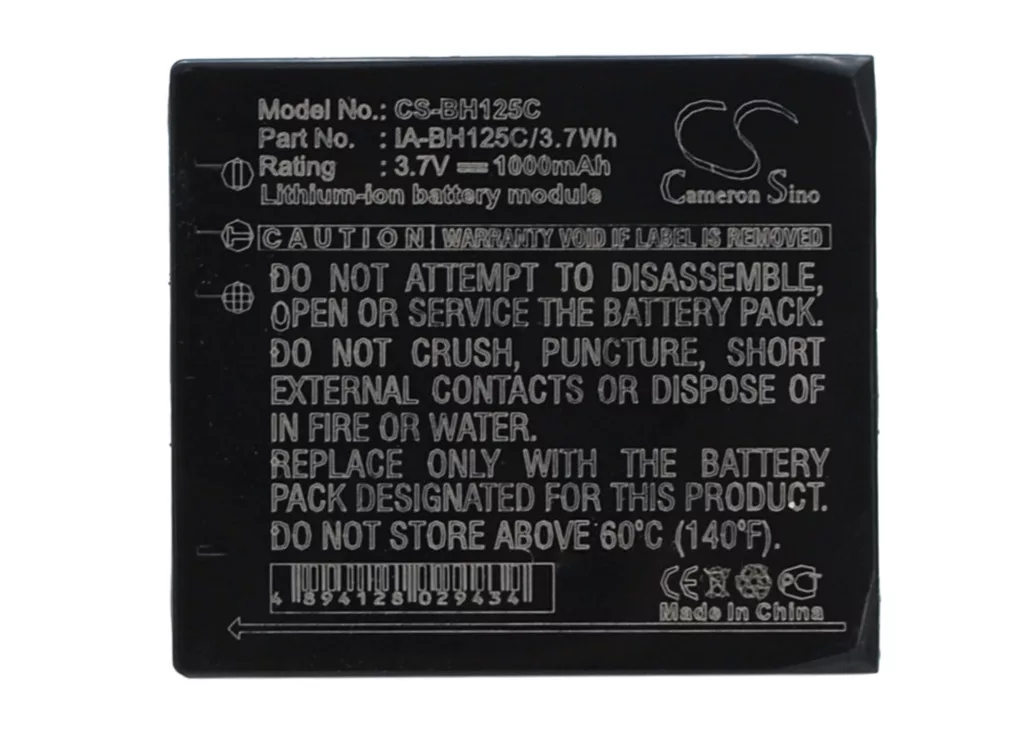 Model No.: CS-BH125C
Part No. : IA-BH125C/3.7Wh
Rating : 3.7V ⎓ 1000mAh
Lithium-ion battery module
CS
Cameron Sino
CAUTION WARRANTY VOID IF LABEL IS REMOVED
DO NOT ATTEMPT TO DISASSEMBLE,
OPEN OR SERVICE THE BATTERY PACK.
DO NOT CRUSH, PUNCTURE, SHORT
EXTERNAL CONTACTS OR DISPOSE OF
IN FIRE OR WATER.
REPLACE ONLY WITH THE BATTERY
PACK DESIGNATED FOR THIS PRODUCT.
DO NOT STORE ABOVE 60°C (140°F).
4 894128 029434
CE PCT
Made In China